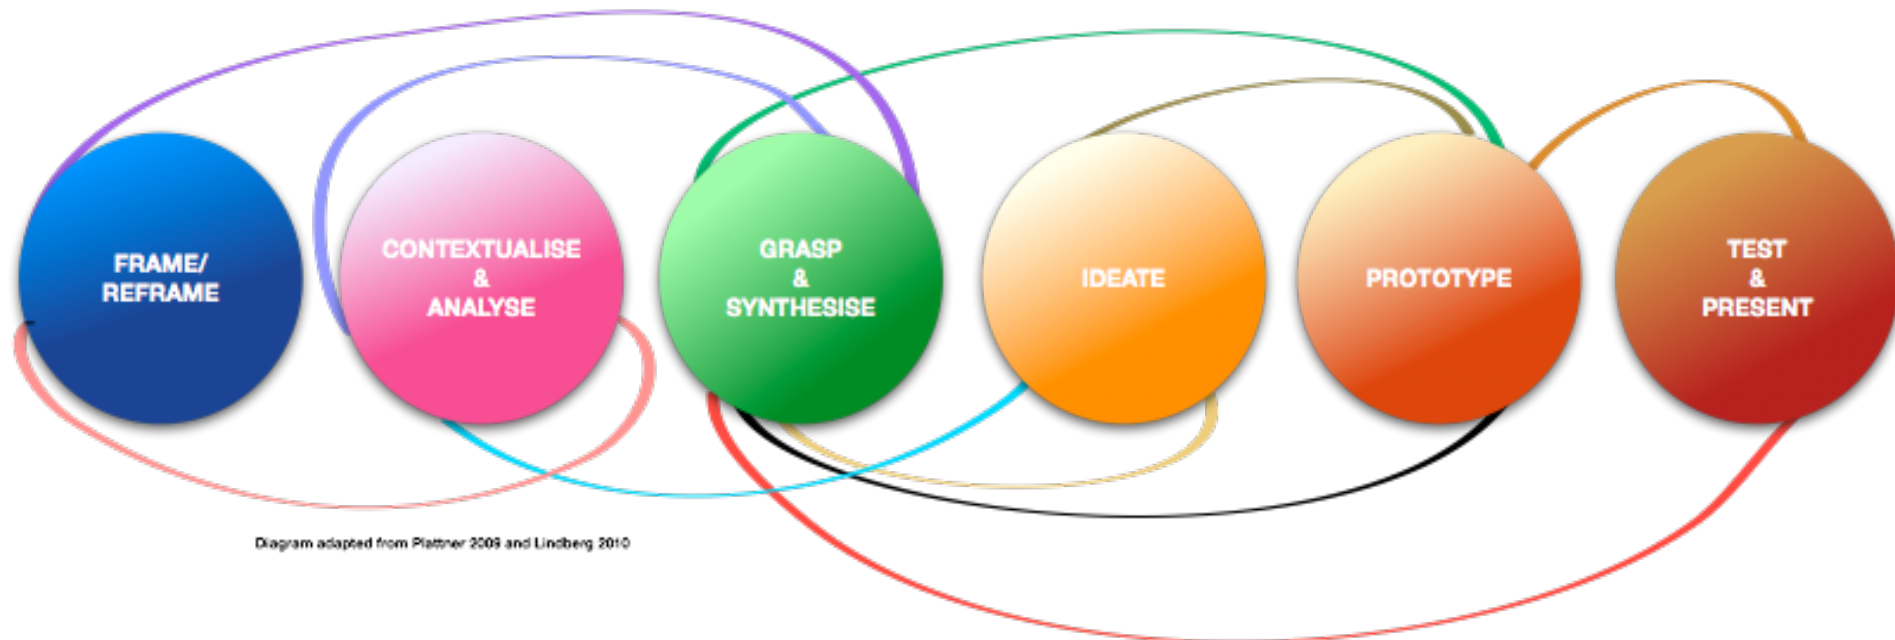 FRAME/
REFRAME
CONTEXTUALISE
&
ANALYSE
GRASP
&
SYNTHESISE
IDEATE
PROTOTYPE
TEST
&
PRESENT
Diagram adapted from Plattner 2009 and Lindberg 2010